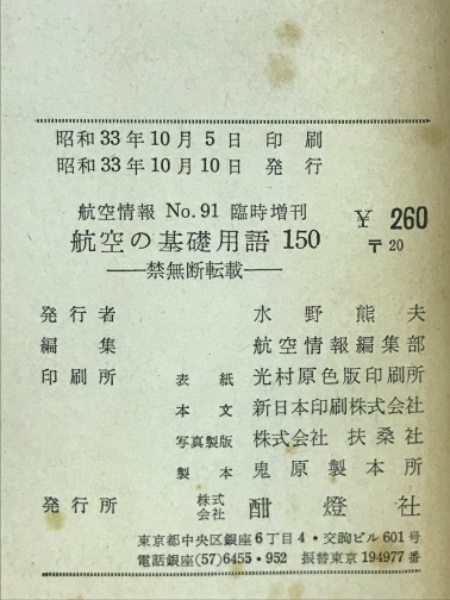 昭和33年10月5日 印刷
昭和33年10月10日 発行
航空情報 No.91 臨時増刊
航空の基礎用語 150
¥ 260
〒 20
——禁無断転載——
発行者 水野熊夫
編集 航空情報編集部
印刷所 表紙 光村原色版印刷所
本文 新日本印刷株式会社
写真製版 株式会社 扶桑社
製本 鬼原製本所
発行所 株式会社 酣燈社
東京都中央区銀座6丁目4・交詢ビル601号
電話銀座(57)6455・952 振替東京194977番